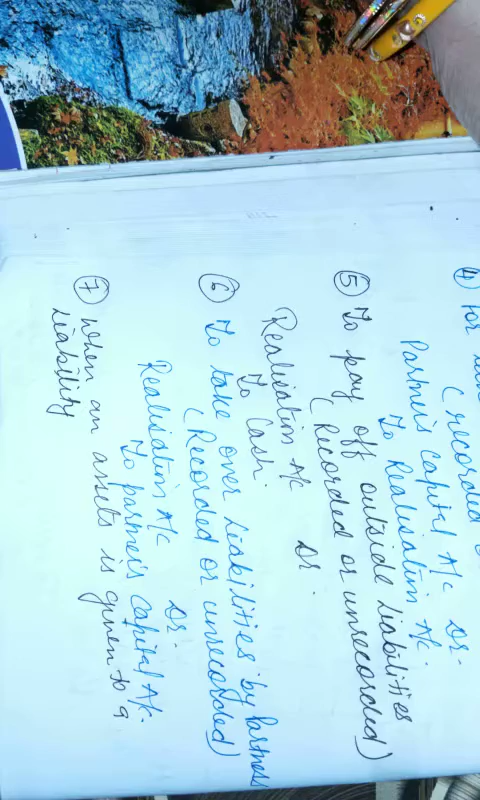 ④ for
(recorded
Partner's Capital A/c Dr.
To Realisation A/c.
⑤ To pay off outside liabilities
(Recorded or unrecorded)
Realisation A/c Dr.
To Cash.
⑥ To take over liabilities by Partners
(Recorded or unrecorded)
Realisation A/c Dr.
To partner's capital A/c.
⑦ When an assets is given to a
liability